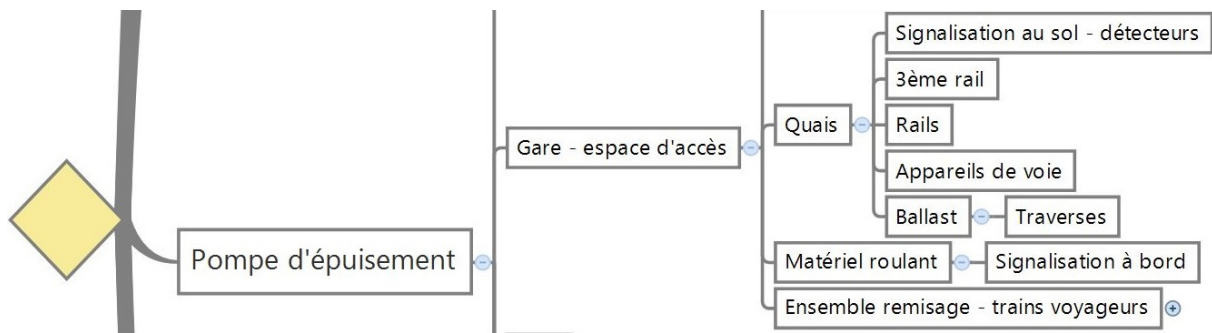 Signalisation au sol - détecteurs
3ème rail
Quais
Rails
Gare - espace d'accès
Appareils de voie
Ballast
Traverses
Pompe d'épuisement
Matériel roulant
Signalisation à bord
Ensemble remisage - trains voyageurs